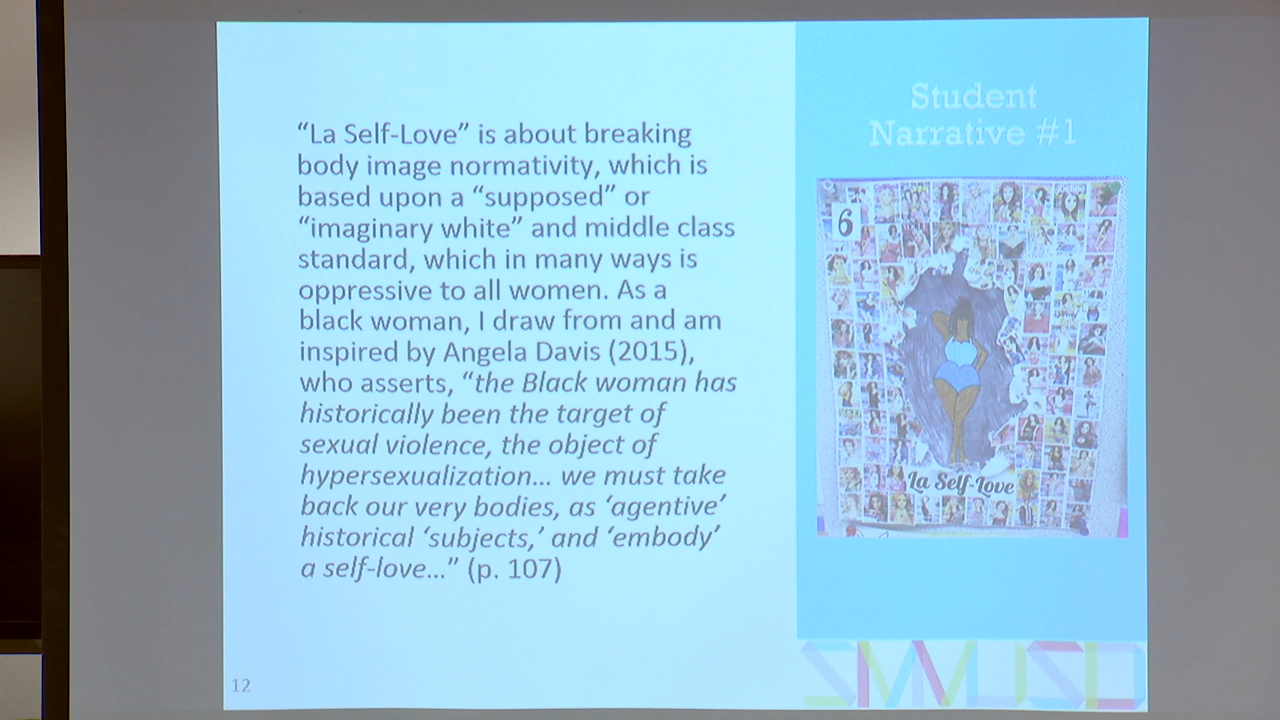 “La Self-Love” is about breaking
body image normativity, which is
based upon a “supposed” or
“imaginary white” and middle class
standard, which in many ways is
oppressive to all women. As a
black woman, I draw from and am
inspired by Angela Davis (2015),
who asserts, “the Black woman has
historically been the target of
sexual violence, the object of
hypersexualization... we must take
back our very bodies, as ‘agentive’
historical ‘subjects,’ and ‘embody’
a self-love...” (p. 107)
12
Student
Narrative #1
6
La Self-Love
SMMUSD